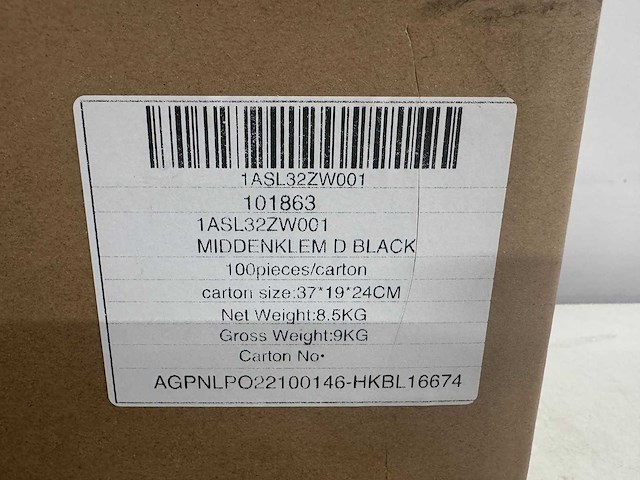 1ASL32ZW001
101863
1ASL32ZW001
MIDDENKLEM D BLACK
100pieces/carton
carton size:37*19*24CM
Net Weight:8.5KG
Gross Weight:9KG
Carton No•
AGPNLPO22100146-HKBL16674